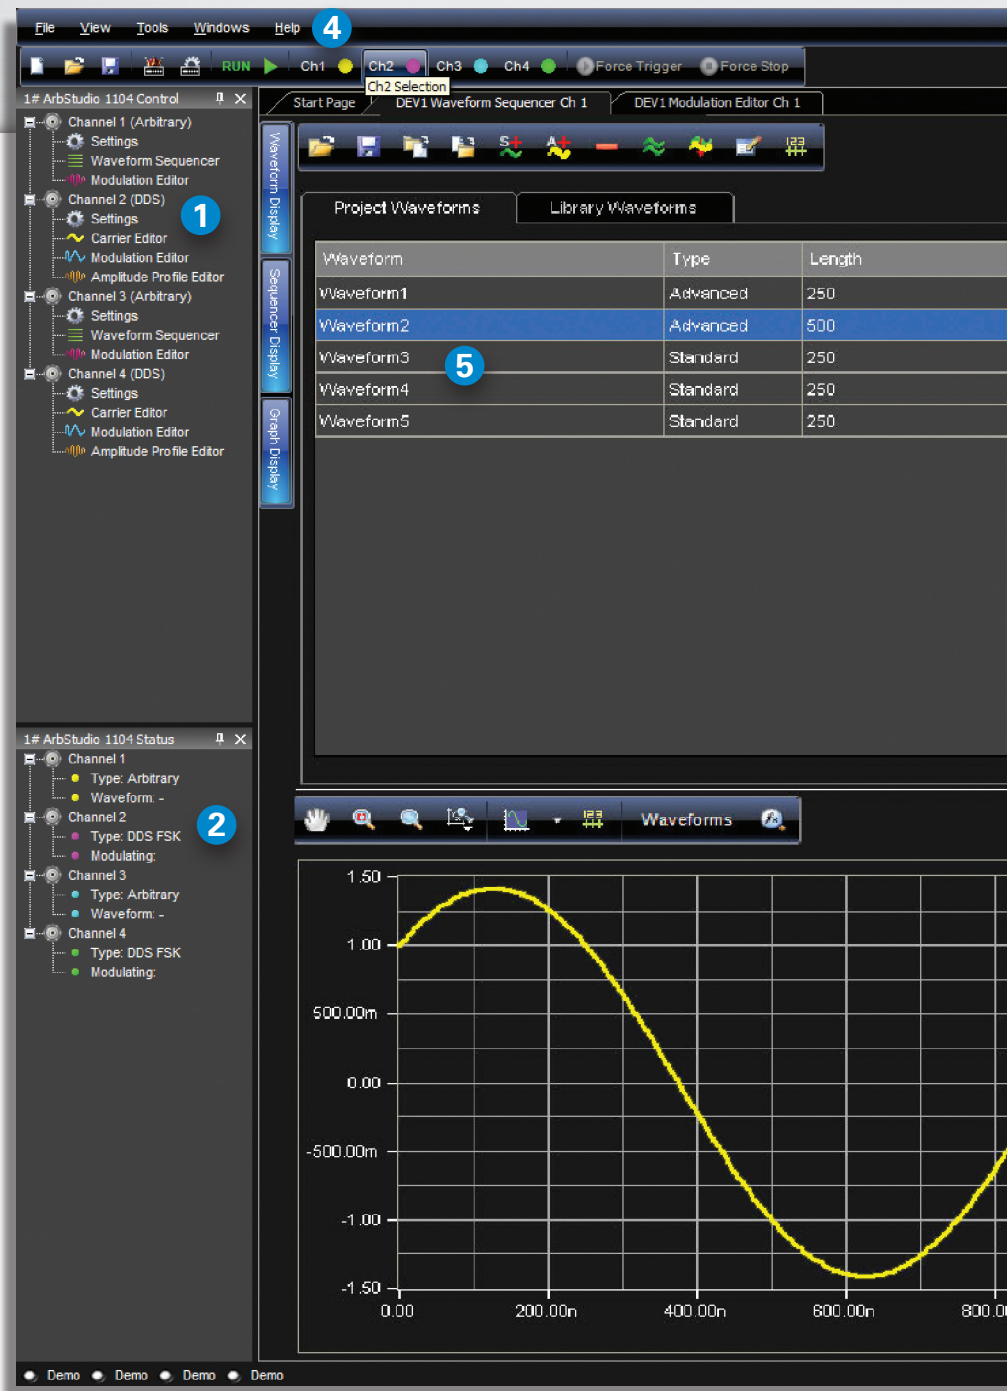 File View Tools Windows Help 4
RUN Ch1 Ch2 Ch3 Ch4 Force Trigger Force Stop
Ch2 Selection
1# ArbStudio 1104 Control
Channel 1 (Arbitrary)
Settings
Waveform Sequencer
Modulation Editor
Channel 2 (DDS)
1
Settings
Carrier Editor
Modulation Editor
Amplitude Profile Editor
Channel 3 (Arbitrary)
Settings
Waveform Sequencer
Modulation Editor
Channel 4 (DDS)
Settings
Carrier Editor
Modulation Editor
Amplitude Profile Editor
Start Page DEV1 Waveform Sequencer Ch 1 DEV1 Modulation Editor Ch 1
Waveform Display
Sequencer Display
Graph Display
S A 123
Project Waveforms Library Waveforms
Waveform Type Length
Waveform1 Advanced 250
Waveform2 Advanced 500
Waveform3 Standard 250
5
Waveform4 Standard 250
Waveform5 Standard 250
1# ArbStudio 1104 Status
Channel 1
Type: Arbitrary
Waveform: -
Channel 2
2
Type: DDS FSK
Modulating:
Channel 3
Type: Arbitrary
Waveform: -
Channel 4
Type: DDS FSK
Modulating:
123 Waveforms fx
1.50
1.00
500.00m
0.00
-500.00m
-1.00
-1.50
0.00 200.00n 400.00n 600.00n 800.0
Demo Demo Demo Demo